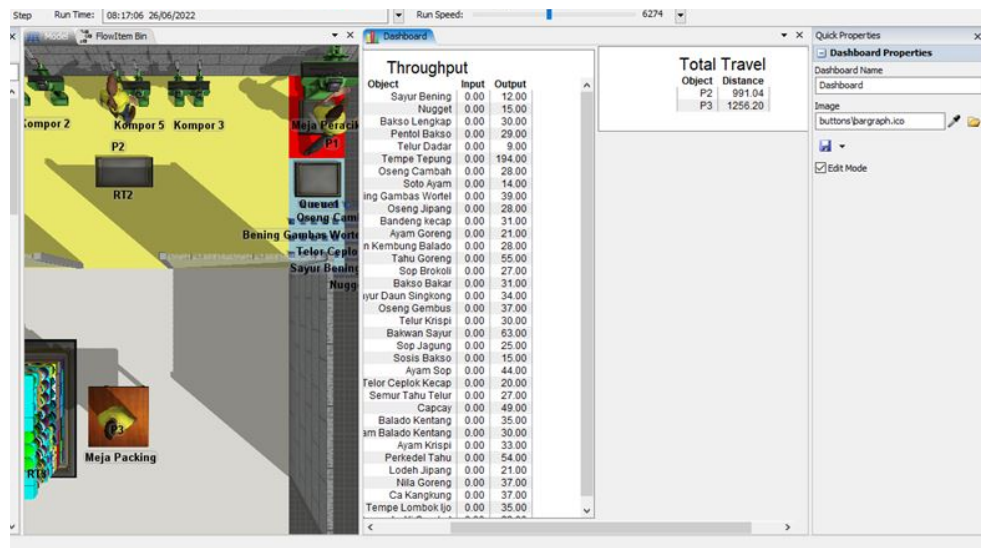 Step Run Time: 08:17:06 26/06/2022 Run Speed: 6274
FlowItem Bin
Dashboard
Quick Properties
Kompor 2
Kompor 5 Kompor 3
Meja Peracik
P2
P1
RT2
Queue1
Oseng Cam
Bening Gambas Worte
Telor Ceplo
Sayur Bening
Nugg
P3
Meja Packing
RT4
Throughput
Object Input Output
Sayur Bening 0.00 12.00
Nugget 0.00 15.00
Bakso Lengkap 0.00 30.00
Pentol Bakso 0.00 29.00
Telur Dadar 0.00 9.00
Tempe Tepung 0.00 194.00
Oseng Cambah 0.00 28.00
Soto Ayam 0.00 14.00
ing Gambas Wortel 0.00 39.00
Oseng Jipang 0.00 28.00
Bandeng kecap 0.00 31.00
Ayam Goreng 0.00 21.00
n Kembung Balado 0.00 28.00
Tahu Goreng 0.00 55.00
Sop Brokoli 0.00 27.00
Bakso Bakar 0.00 31.00
ayur Daun Singkong 0.00 34.00
Oseng Gembus 0.00 37.00
Telur Krispi 0.00 30.00
Bakwan Sayur 0.00 63.00
Sop Jagung 0.00 25.00
Sosis Bakso 0.00 15.00
Ayam Sop 0.00 44.00
Telor Ceplok Kecap 0.00 20.00
Semur Tahu Telur 0.00 27.00
Capcay 0.00 49.00
Balado Kentang 0.00 35.00
am Balado Kentang 0.00 30.00
Ayam Krispi 0.00 33.00
Perkedel Tahu 0.00 54.00
Lodeh Jipang 0.00 21.00
Nila Goreng 0.00 37.00
Ca Kangkung 0.00 37.00
Tempe Lombok Ijo 0.00 35.00
Total Travel
Object Distance
P2 991.04
P3 1256.20
Dashboard Properties
Dashboard Name
Dashboard
Image
buttons\bargraph.ico
Edit Mode